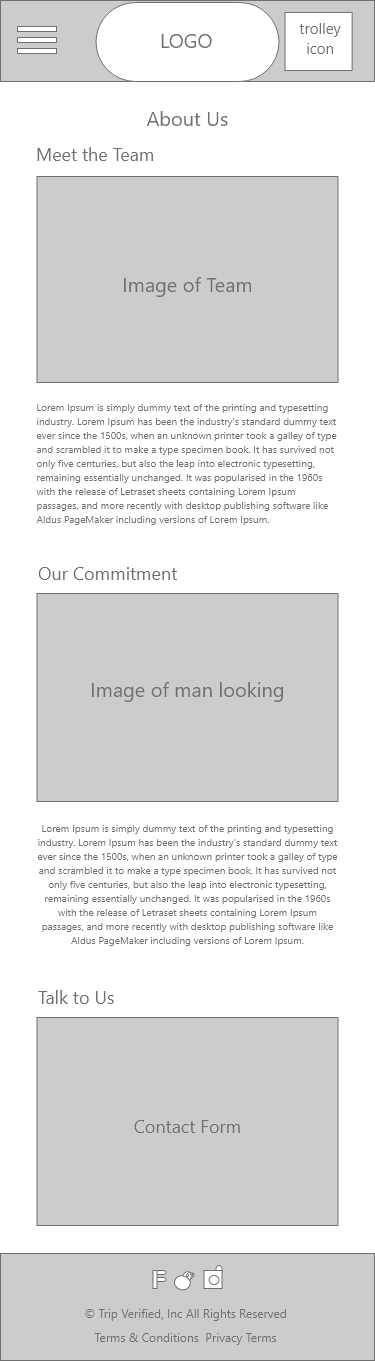 LOGO
trolley
icon
About Us
Meet the Team
Image of Team
Lorem Ipsum is simply dummy text of the printing and typesetting
industry. Lorem Ipsum has been the industry's standard dummy text
ever since the 1500s, when an unknown printer took a galley of type
and scrambled it to make a type specimen book. It has survived not
only five centuries, but also the leap into electronic typesetting,
remaining essentially unchanged. It was popularised in the 1960s
with the release of Letraset sheets containing Lorem Ipsum
passages, and more recently with desktop publishing software like
Aldus PageMaker including versions of Lorem Ipsum.
Our Commitment
Image of man looking
Lorem Ipsum is simply dummy text of the printing and typesetting
industry. Lorem Ipsum has been the industry's standard dummy text
ever since the 1500s, when an unknown printer took a galley of type
and scrambled it to make a type specimen book. It has survived not
only five centuries, but also the leap into electronic typesetting,
remaining essentially unchanged. It was popularised in the 1960s
with the release of Letraset sheets containing Lorem Ipsum
passages, and more recently with desktop publishing software like
Aldus PageMaker including versions of Lorem Ipsum.
Talk to Us
Contact Form
© Trip Verified, Inc All Rights Reserved
Terms & Conditions Privacy Terms